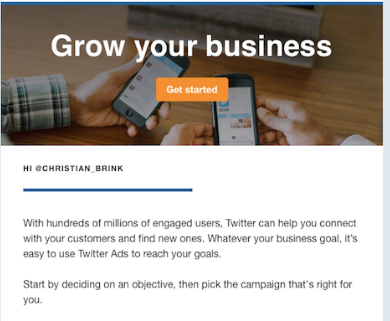 Grow your business
Get started
HI @CHRISTIAN_BRINK
With hundreds of millions of engaged users, Twitter can help you connect
with your customers and find new ones. Whatever your business goal, it's
easy to use Twitter Ads to reach your goals.
Start by deciding on an objective, then pick the campaign that's right for
you.